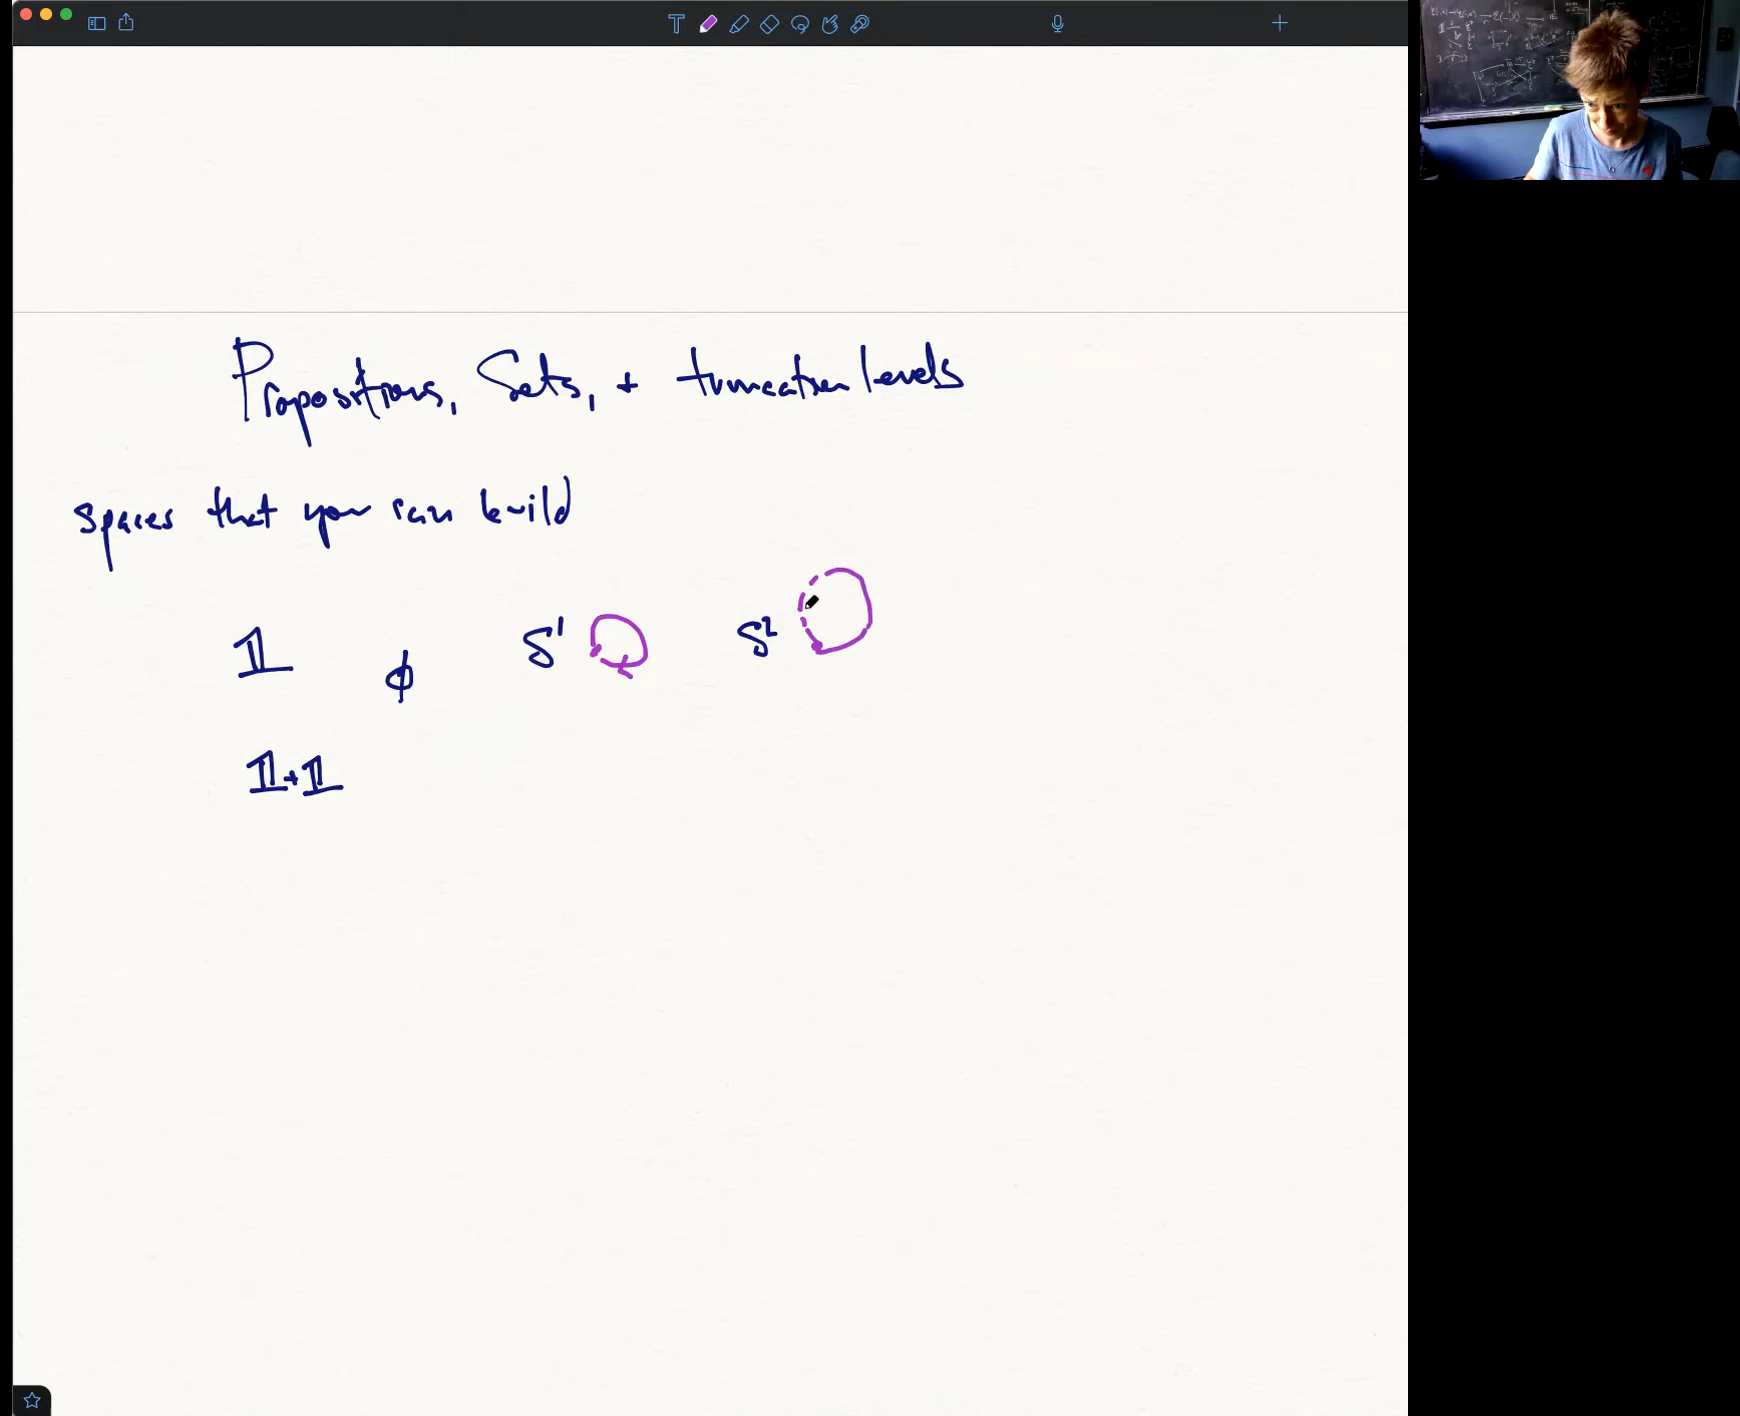 Propositions, Sets, + truncation levels
spaces that you can build
𝟙 ϕ S¹ S²
𝟙+𝟙